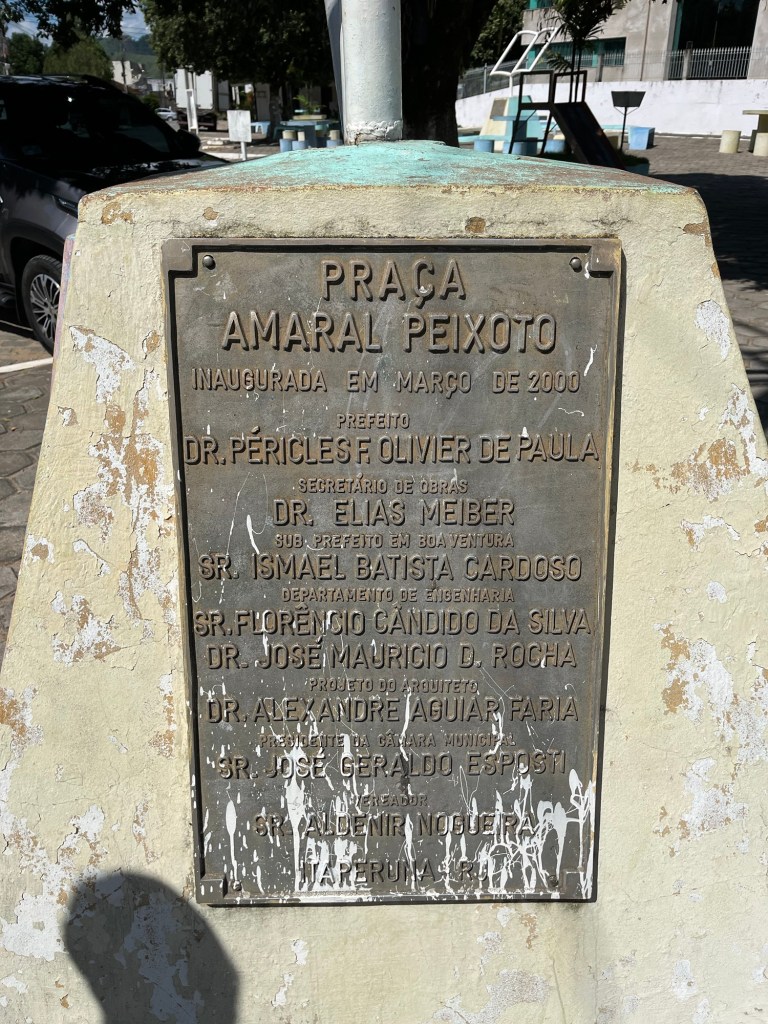 PRAÇA
AMARAL PEIXOTO
INAUGURADA EM MARÇO DE 2000
PREFEITO
DR. PÉRICLES F. OLIVIER DE PAULA
SECRETÁRIO DE OBRAS
DR. ELIAS MEIBER
SUB. PREFEITO EM BOA VENTURA
SR. ISMAEL BATISTA CARDOSO
DEPARTAMENTO DE ENGENHARIA
SR. FLORÊNCIO CÂNDIDO DA SILVA
DR. JOSÉ MAURICIO D. ROCHA
PROJETO DO ARQUITETO
DR. ALEXANDRE AGUIAR FARIA
PRESIDENTE DA CÂMARA MUNICIPAL
SR. JOSÉ GERALDO ESPOSTI
VEREADOR
SR. ALDENIR NOGUEIRA
ITAPERUNA - RJ